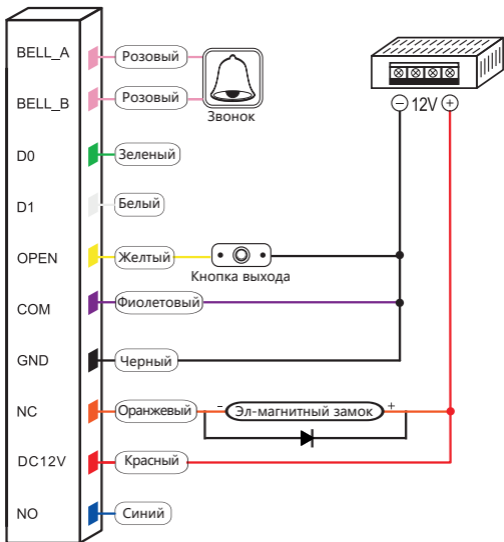 BELL_A
Розовый
BELL_B
Розовый
Звонок
− 12V +
D0
Зеленый
D1
Белый
OPEN
Желтый
Кнопка выхода
COM
Фиолетовый
GND
Черный
NC
Оранжевый
- Эл-магнитный замок +
DC12V
Красный
NO
Синий